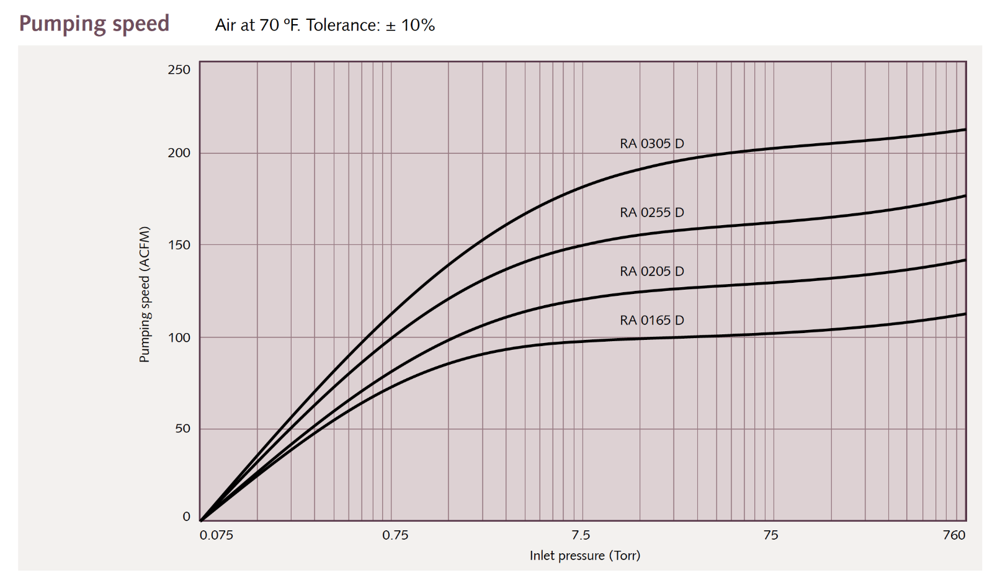 Pumping speed
Air at 70 ºF. Tolerance: ± 10%
250
200
150
100
50
0
Pumping speed (ACFM)
RA 0305 D
RA 0255 D
RA 0205 D
RA 0165 D
0.075
0.75
7.5
75
760
Inlet pressure (Torr)